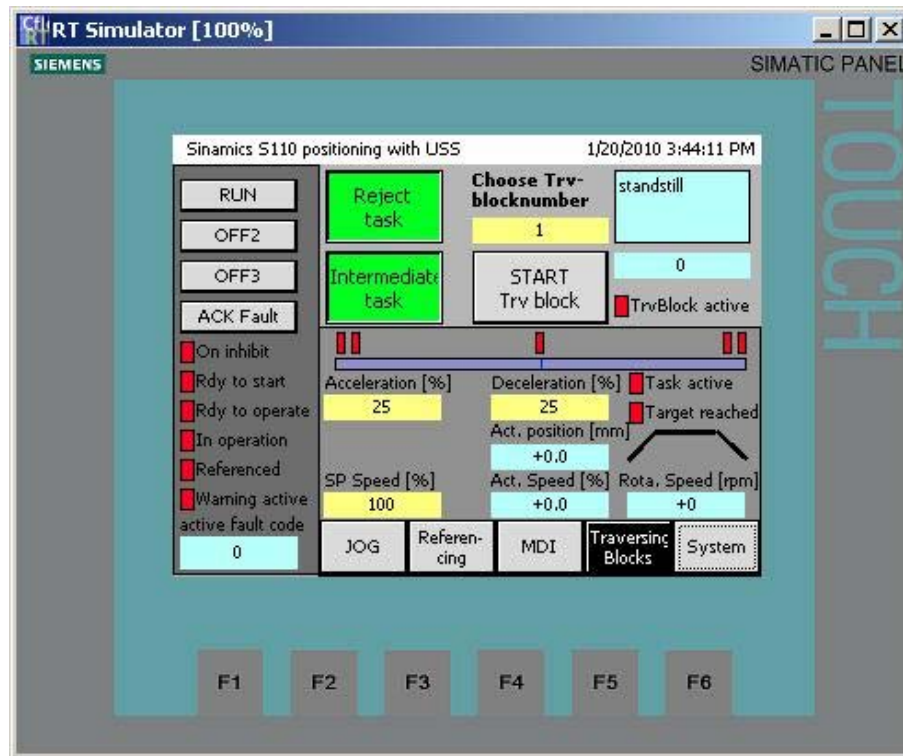 RT Simulator [100%]
SIEMENS
SIMATIC PANEL
TOUCH
Sinamics S110 positioning with USS
1/20/2010 3:44:11 PM
RUN
OFF2
OFF3
ACK Fault
Reject
task
Choose Trv-
blocknumber
1
standstill
Intermediate
task
START
Trv block
0
TrvBlock active
On inhibit
Rdy to start
Rdy to operate
In operation
Referenced
Warning active
active fault code
0
Acceleration [%]
25
Deceleration [%]
25
Task active
Target reached
Act. position [mm]
+0.0
SP Speed [%]
100
Act. Speed [%]
+0.0
Rota. Speed [rpm]
+0
JOG
Referen-
cing
MDI
Traversing
Blocks
System
F1 F2 F3 F4 F5 F6